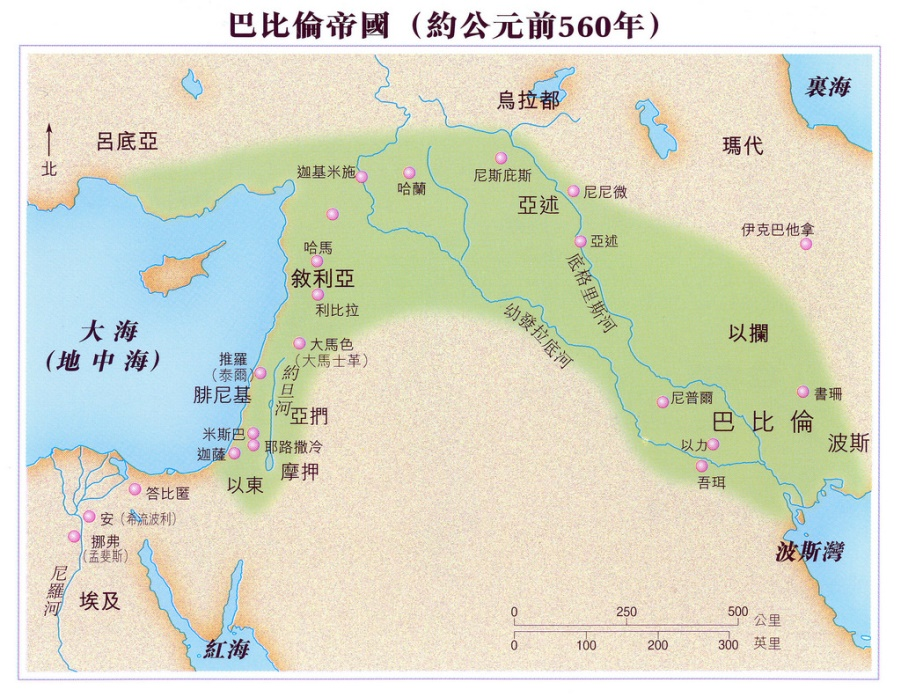 巴比倫帝國（約公元前560年）
裏海
烏拉都
呂底亞
瑪代
北
迦基米施
哈蘭
尼斯庇斯
尼尼微
亞述
伊克巴他拿
亞述
哈馬
敘利亞
底格里斯河
利比拉
幼發拉底河
大海
（地中海）
以攔
大馬色
（大馬士革）
推羅
（泰爾）
約旦河
腓尼基
書珊
尼普爾
亞捫
巴比倫
米斯巴
耶路撒冷
以力
波斯
迦薩
摩押
以東
吾珥
答比匿
安（希流波利）
挪弗
（孟斐斯）
波斯灣
尼羅河
埃及
紅海
0 250 500 公里
0 100 200 300 英里